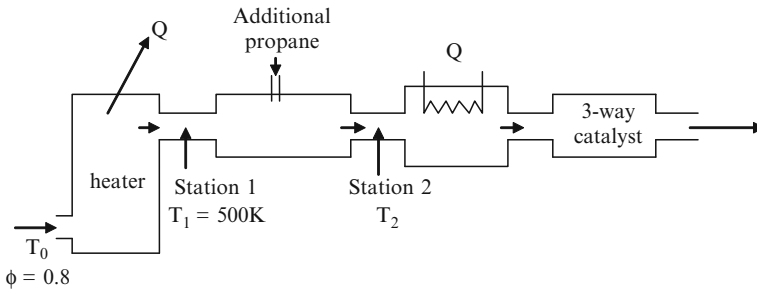 Q
Additional
propane
Q
3-way
catalyst
heater
Station 1
T₁ = 500K
Station 2
T₂
T₀
ϕ = 0.8